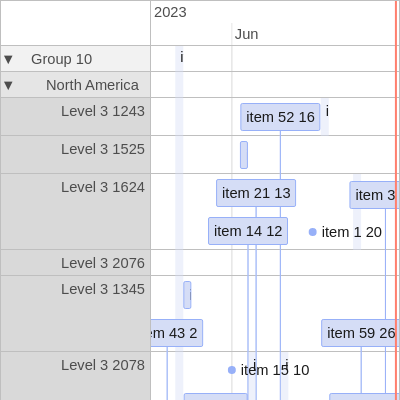 2023
Jun
▼ Group 10 i
▼ North America
Level 3 1243 item 52 16 i
Level 3 1525
Level 3 1624 item 21 13 item 3
item 14 12 item 1 20
Level 3 2076
Level 3 1345 i
m 43 2 item 59 26
Level 3 2078 item 15 10 i i